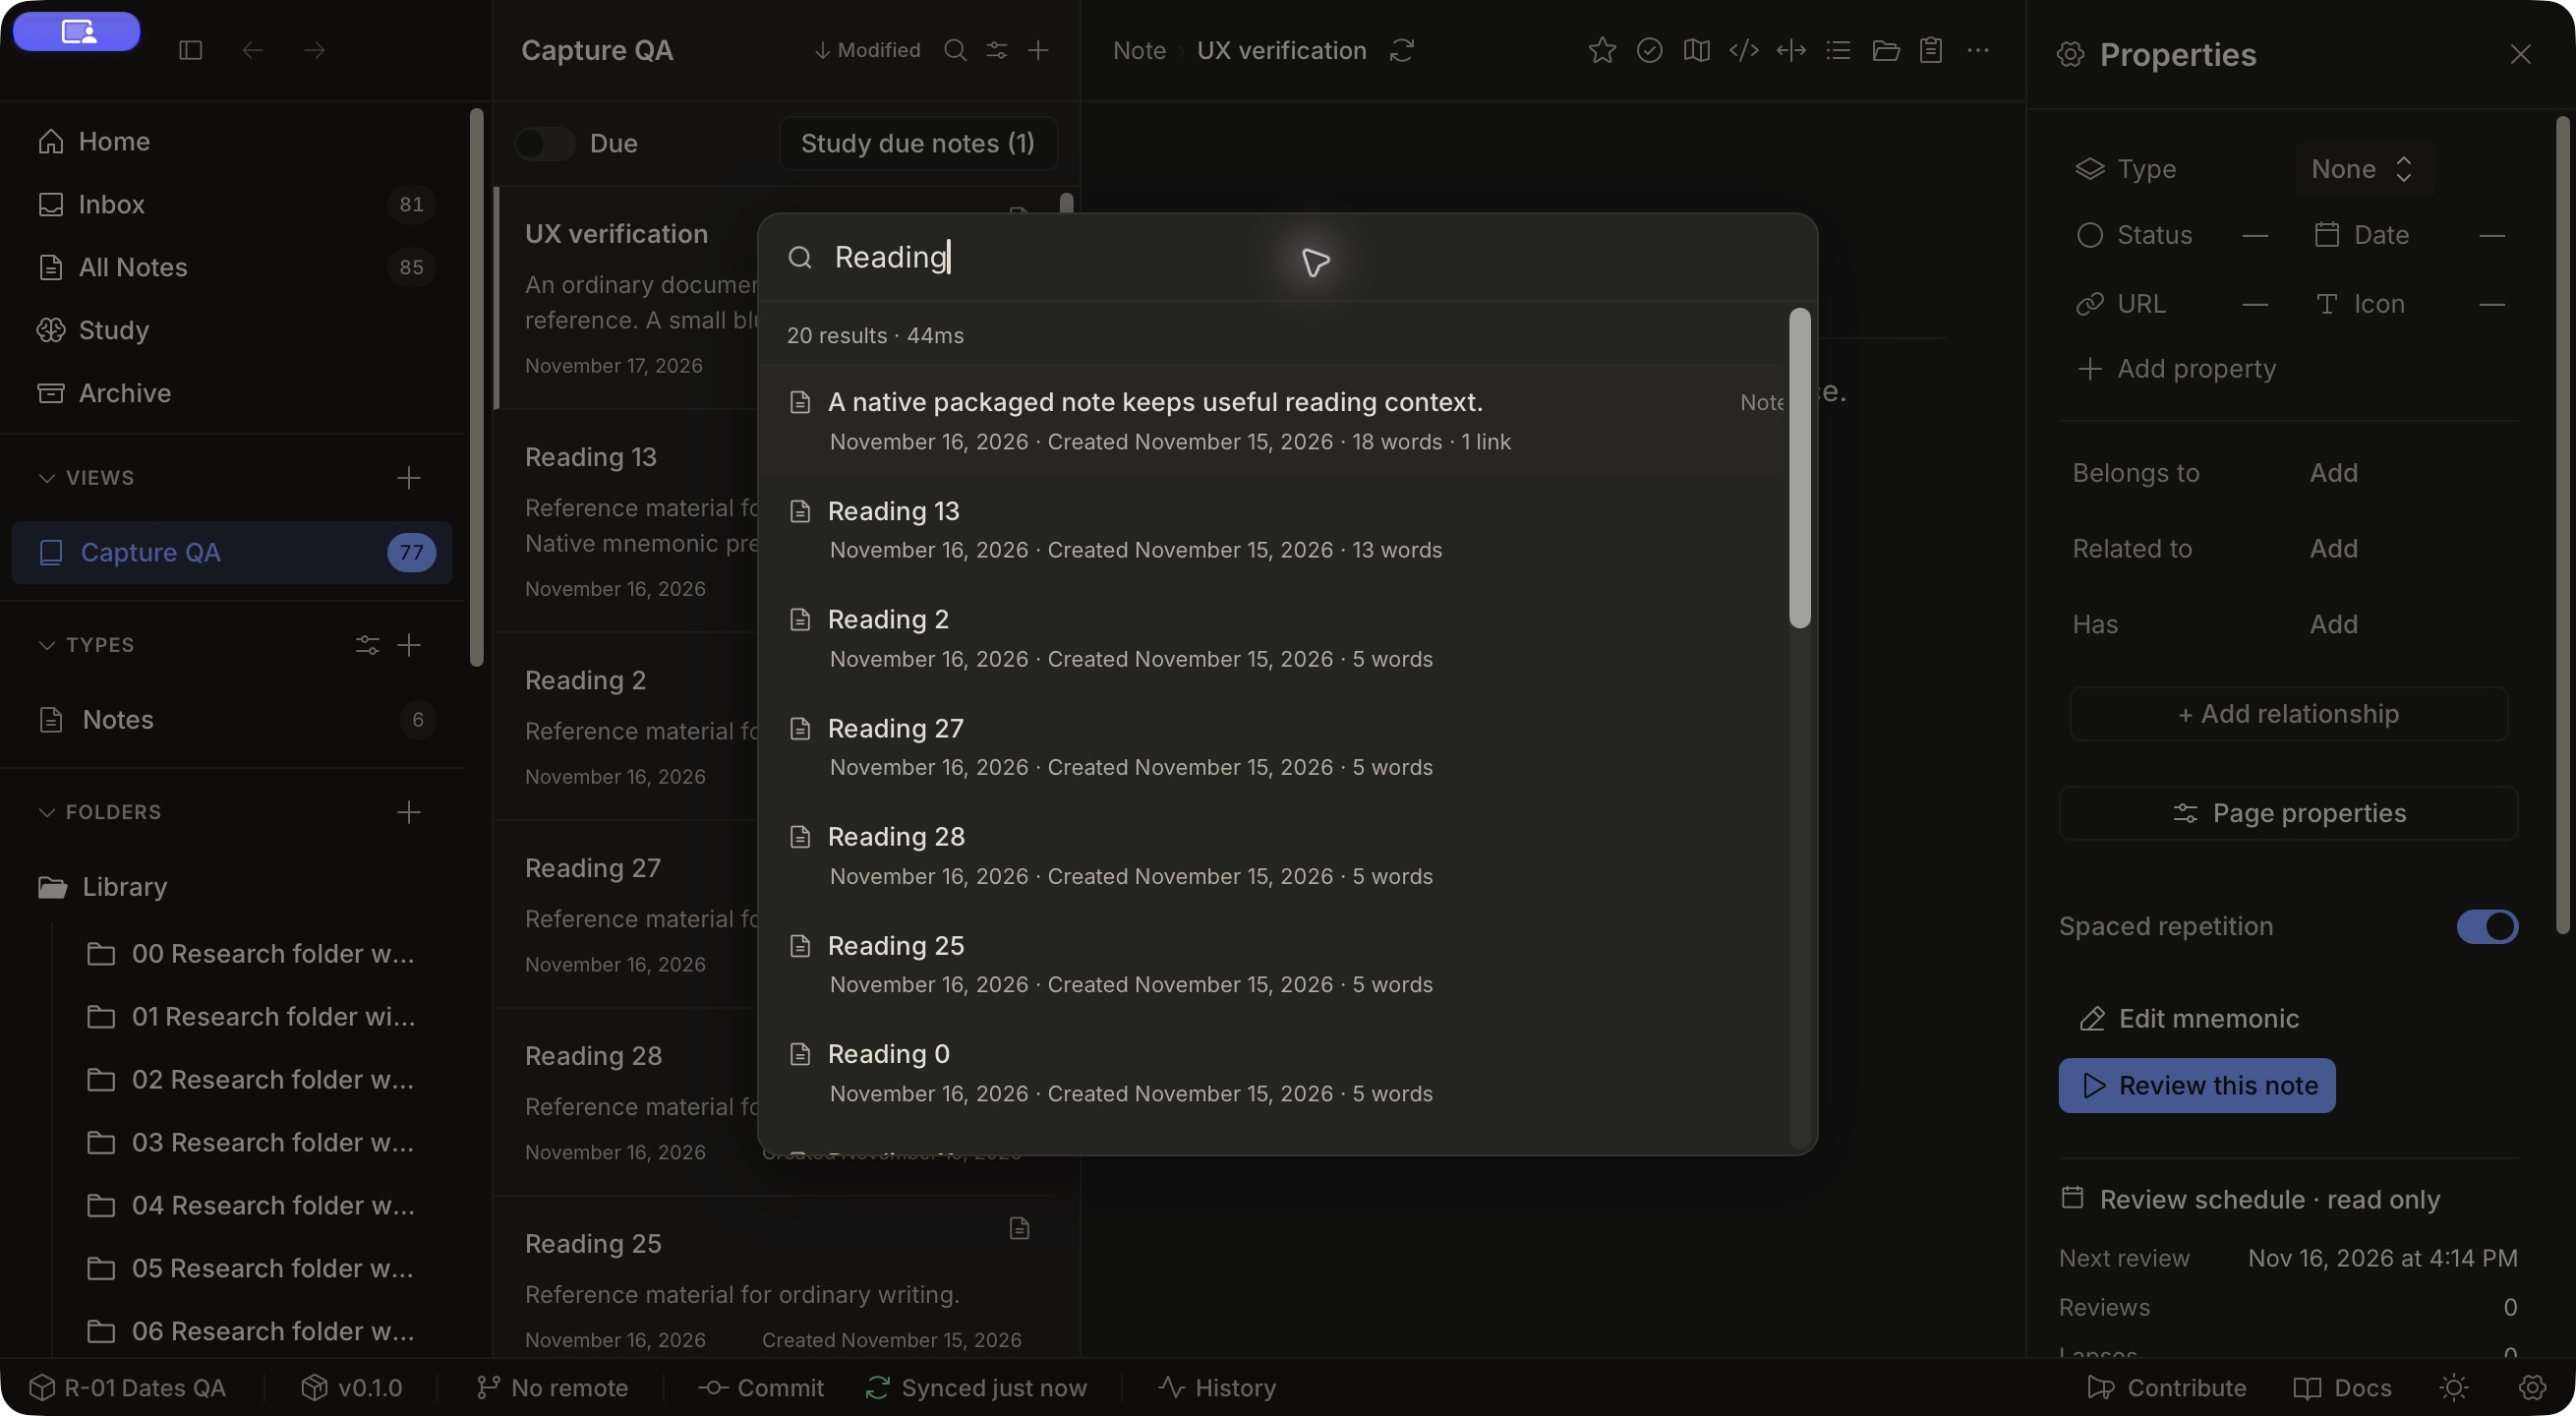 Capture QA
Modified
Note
UX verification
Properties
Home
Inbox 81
All Notes 85
Study
Archive
VIEWS
Capture QA 77
TYPES
Notes 6
FOLDERS
Library
00 Research folder w...
01 Research folder wi...
02 Research folder w...
03 Research folder w...
04 Research folder w...
05 Research folder w...
06 Research folder w...
Due
Study due notes (1)
UX verification
An ordinary documen
reference. A small blu
November 17, 2026
Reading 13
Reference material fo
Native mnemonic pre
November 16, 2026
Reading 2
Reference material fo
November 16, 2026
Reading 27
Reference material fo
November 16, 2026
Reading 28
Reference material fo
November 16, 2026 Created November 15, 2026
Reading 25
Reference material for ordinary writing.
November 16, 2026 Created November 15, 2026
Reading
20 results · 44ms
A native packaged note keeps useful reading context. Note
November 16, 2026 · Created November 15, 2026 · 18 words · 1 link
Reading 13
November 16, 2026 · Created November 15, 2026 · 13 words
Reading 2
November 16, 2026 · Created November 15, 2026 · 5 words
Reading 27
November 16, 2026 · Created November 15, 2026 · 5 words
Reading 28
November 16, 2026 · Created November 15, 2026 · 5 words
Reading 25
November 16, 2026 · Created November 15, 2026 · 5 words
Reading 0
November 16, 2026 · Created November 15, 2026 · 5 words
ce.
Type None
Status — Date —
URL — Icon —
Add property
Belongs to Add
Related to Add
Has Add
+ Add relationship
Page properties
Spaced repetition
Edit mnemonic
Review this note
Review schedule · read only
Next review Nov 16, 2026 at 4:14 PM
Reviews 0
Lapses 0
R-01 Dates QA
v0.1.0
No remote
Commit
Synced just now
History
Contribute
Docs